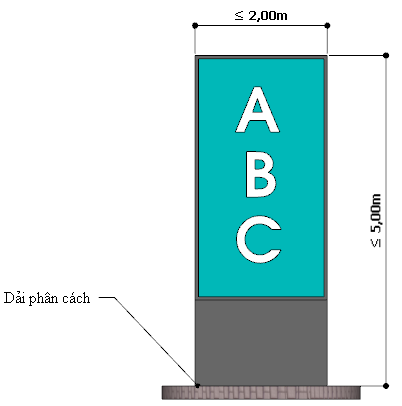 ≤ 2,00m
A
B
C
≤ 5,00m
Dải phân cách